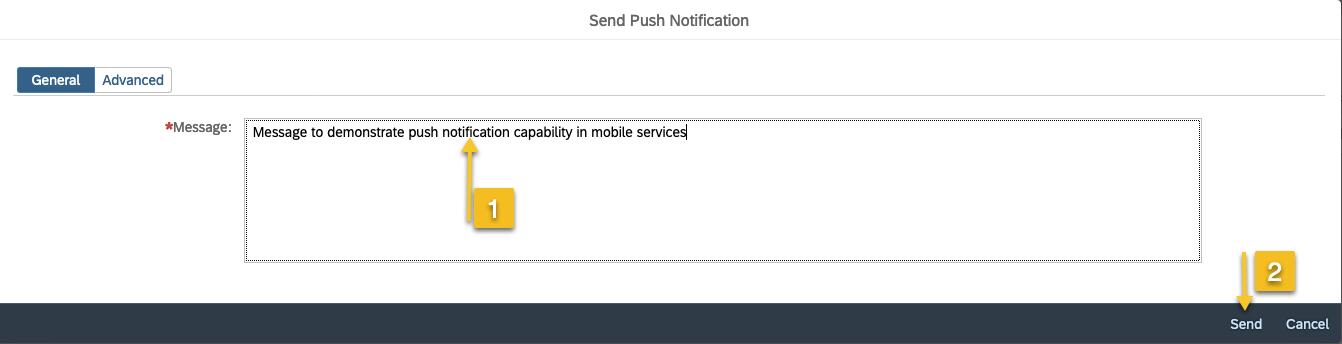 Send Push Notification
General Advanced
*Message: Message to demonstrate push notification capability in mobile services
1
2
Send Cancel